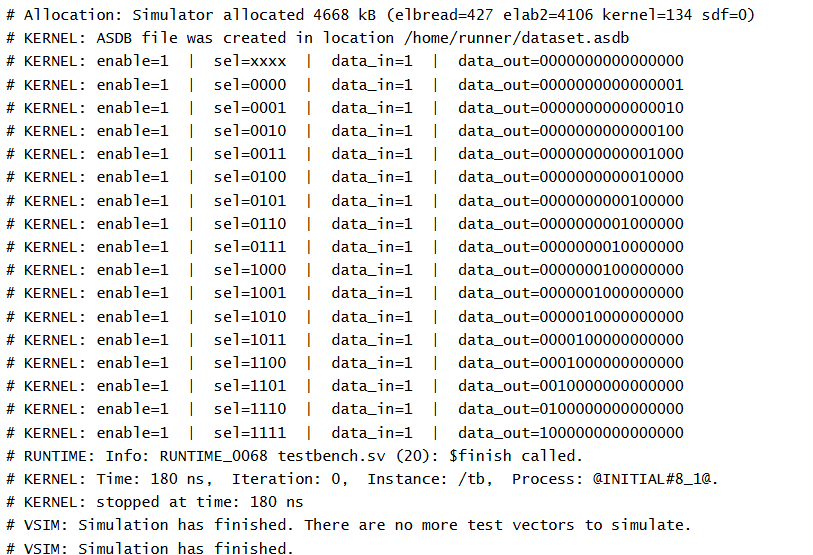 # Allocation: Simulator allocated 4668 kB (elbread=427 elab2=4106 kernel=134 sdf=0)
# KERNEL: ASDB file was created in location /home/runner/dataset.asdb
# KERNEL: enable=1  |  sel=xxxx  |  data_in=1  |  data_out=0000000000000000
# KERNEL: enable=1  |  sel=0000  |  data_in=1  |  data_out=0000000000000001
# KERNEL: enable=1  |  sel=0001  |  data_in=1  |  data_out=0000000000000010
# KERNEL: enable=1  |  sel=0010  |  data_in=1  |  data_out=0000000000000100
# KERNEL: enable=1  |  sel=0011  |  data_in=1  |  data_out=0000000000001000
# KERNEL: enable=1  |  sel=0100  |  data_in=1  |  data_out=0000000000010000
# KERNEL: enable=1  |  sel=0101  |  data_in=1  |  data_out=0000000000100000
# KERNEL: enable=1  |  sel=0110  |  data_in=1  |  data_out=0000000001000000
# KERNEL: enable=1  |  sel=0111  |  data_in=1  |  data_out=0000000010000000
# KERNEL: enable=1  |  sel=1000  |  data_in=1  |  data_out=0000000100000000
# KERNEL: enable=1  |  sel=1001  |  data_in=1  |  data_out=0000001000000000
# KERNEL: enable=1  |  sel=1010  |  data_in=1  |  data_out=0000010000000000
# KERNEL: enable=1  |  sel=1011  |  data_in=1  |  data_out=0000100000000000
# KERNEL: enable=1  |  sel=1100  |  data_in=1  |  data_out=0001000000000000
# KERNEL: enable=1  |  sel=1101  |  data_in=1  |  data_out=0010000000000000
# KERNEL: enable=1  |  sel=1110  |  data_in=1  |  data_out=0100000000000000
# KERNEL: enable=1  |  sel=1111  |  data_in=1  |  data_out=1000000000000000
# RUNTIME: Info: RUNTIME_0068 testbench.sv (20): $finish called.
# KERNEL: Time: 180 ns,  Iteration: 0,  Instance: /tb,  Process: @INITIAL#8_1@.
# KERNEL: stopped at time: 180 ns
# VSIM: Simulation has finished. There are no more test vectors to simulate.
# VSIM: Simulation has finished.